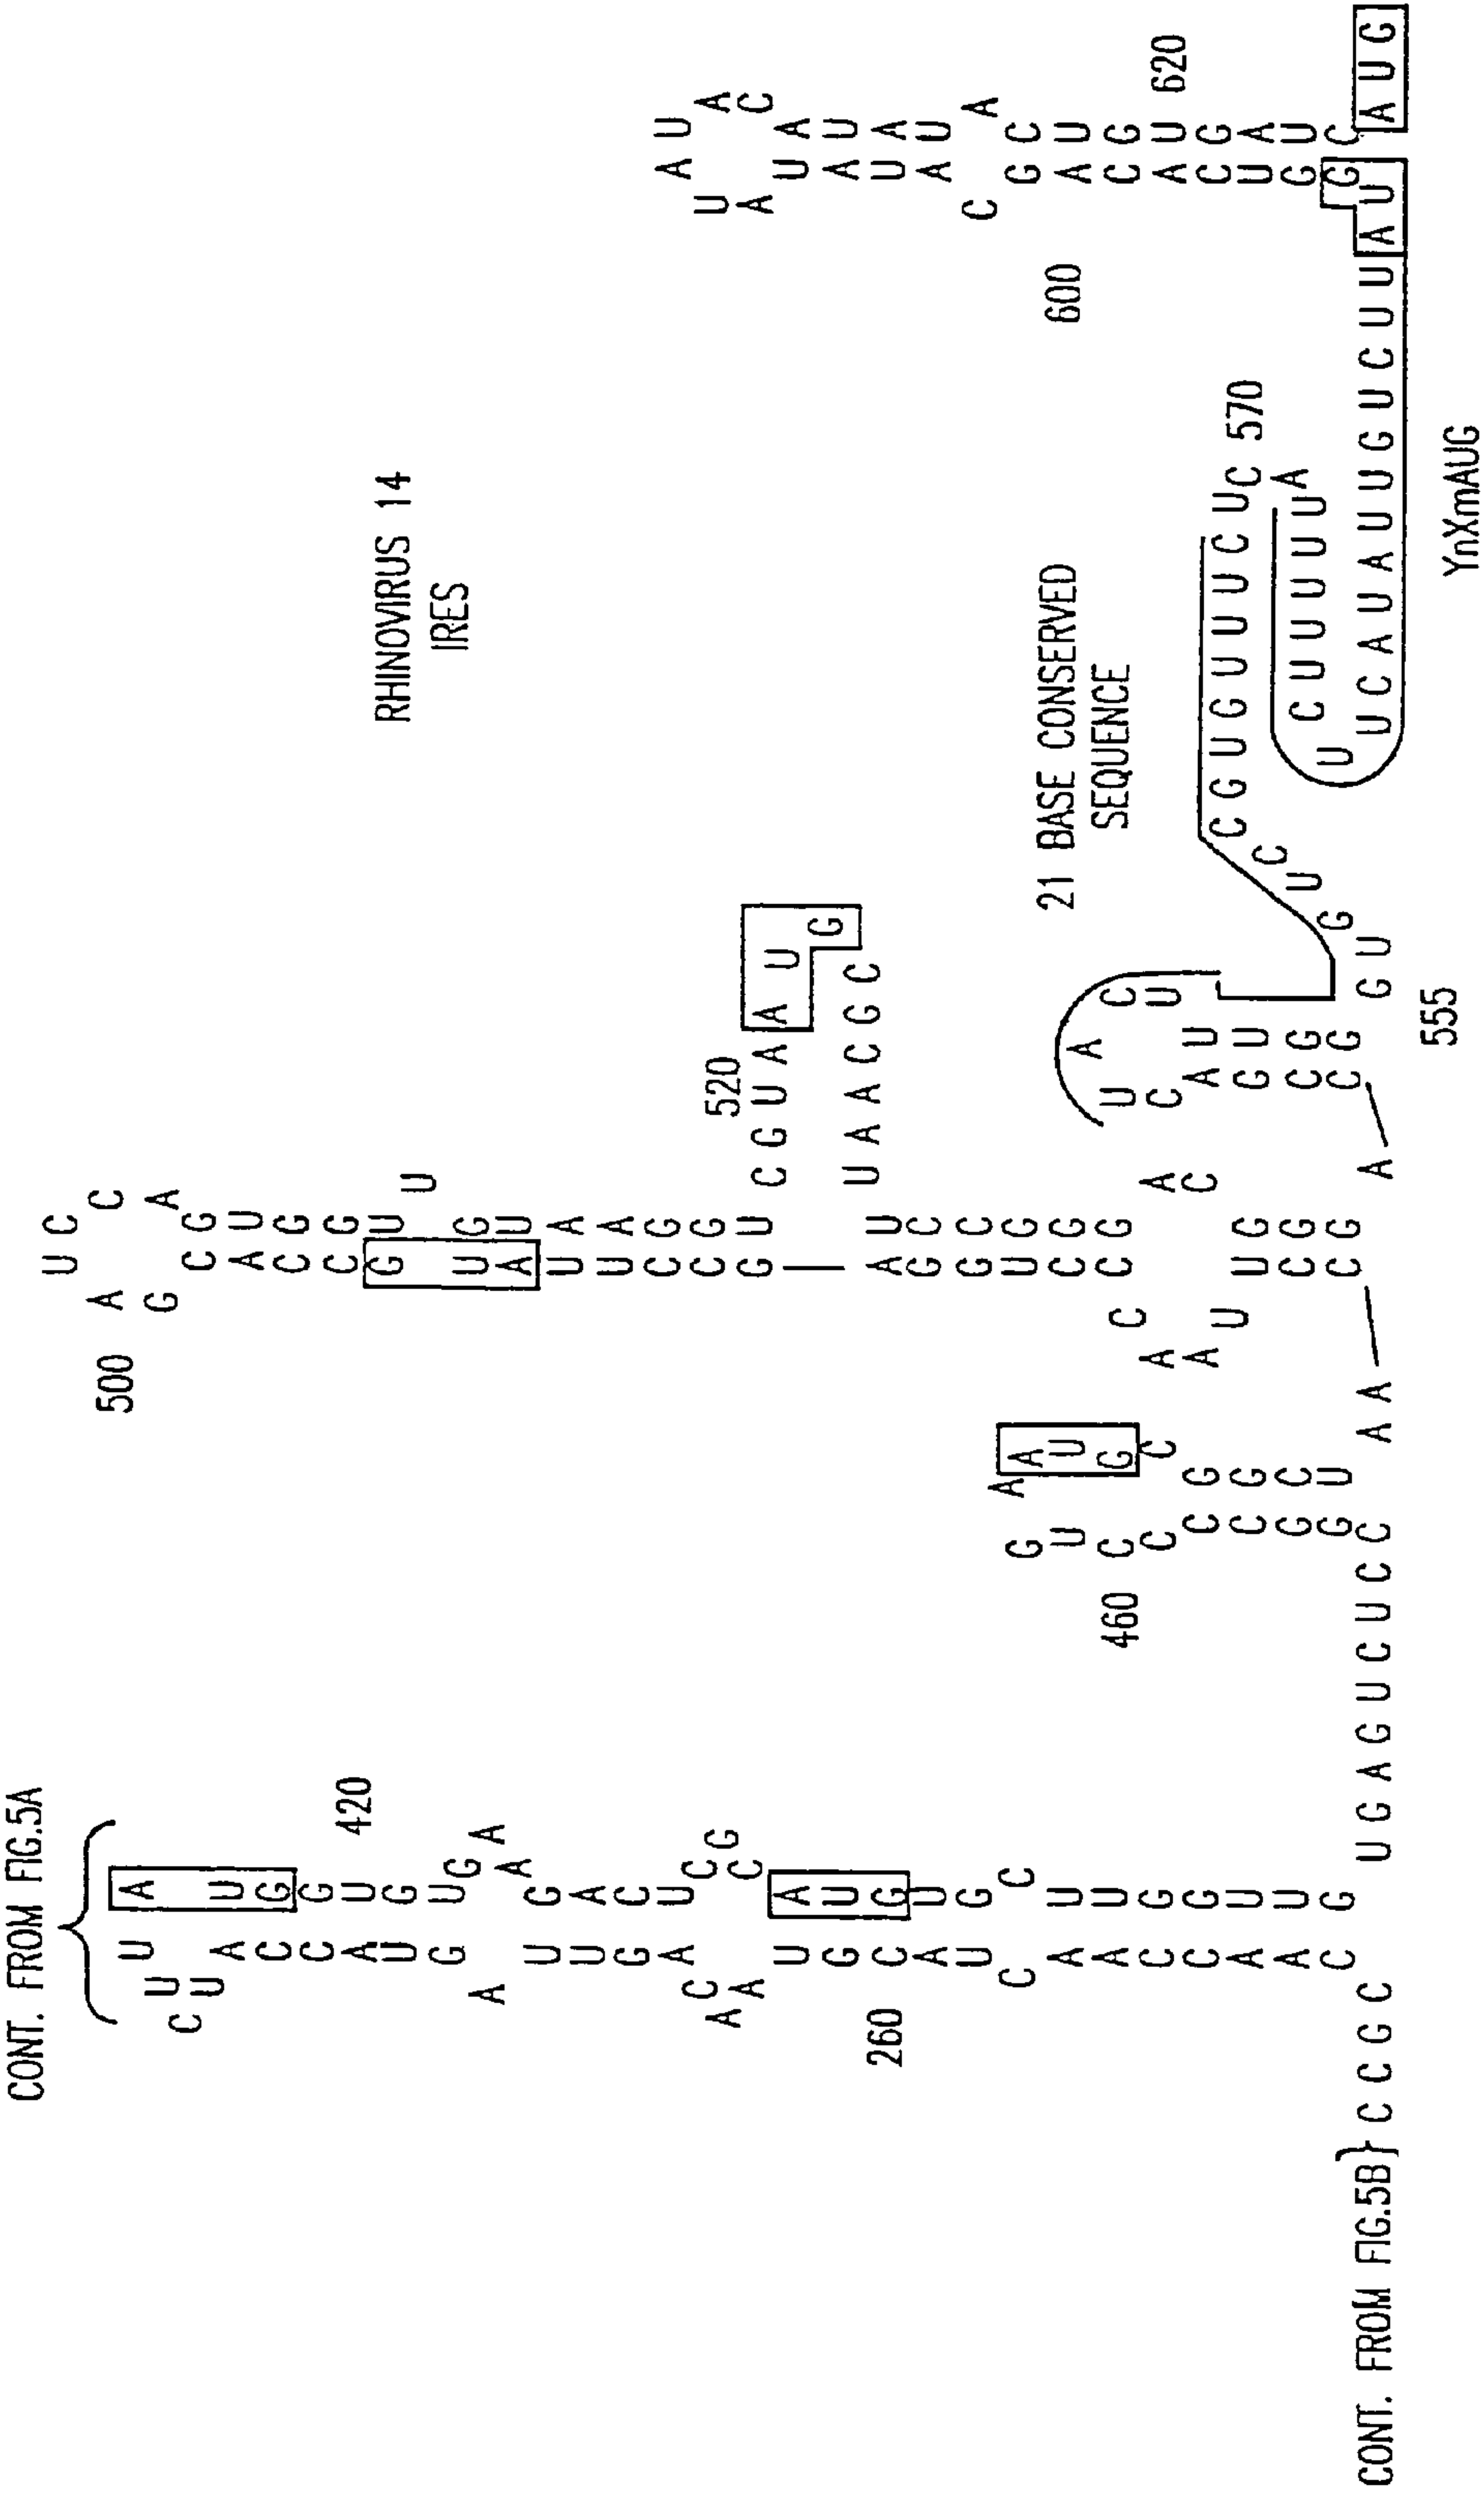 CONT. FROM FIG.5A
U C
500 A C
U A
U G A
C
U C G
A U A U
C G C G
C G C G
A U 420
G U
RHINOVIRUS 14
U G U
G U G IRES
U G
A A A A U
U G U A
U A U A
G C C G
A U C G A U
C C U A
A G 520
A C G U A C
C G U A A A U
U A U A
G U G A U
U A A C G C
C G A U U A
260
A U G C A U
U G G C C A
C C A U G
G A G C
21 BASE CONSERVED 600
A U U U C G A A U
A U 460 C G C C G U C C G
SEQUENCE
C G C C A A C U A U 620
C G C G A C A U C G
C G U U G G U C G U G U U U C U C 570
A U C G C U A
A U G C C G C G U C U U U U U A G U
C G G U C G C G G U G C
CONT. FROM FIG.5B C C G C U G A G U C U C C A A A G U U C A U A U U G U C U U A U A U G
555
YnXmAUG